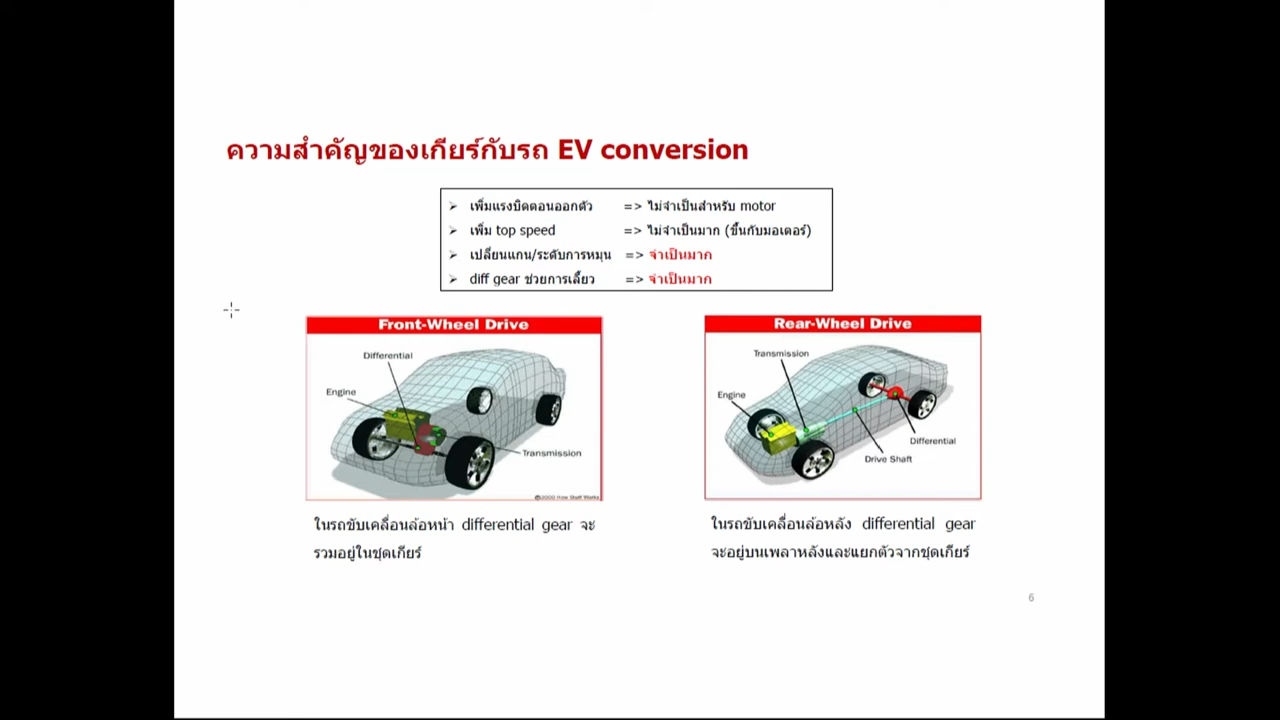 ความสำคัญของเกียร์กับรถ EV conversion
➢ เพิ่มแรงบิดตอนออกตัว => ไม่จำเป็นสำหรับ motor
➢ เพิ่ม top speed => ไม่จำเป็นมาก (ขึ้นกับมอเตอร์)
➢ เปลี่ยนแกน/ระดับการหมุน => จำเป็นมาก
➢ diff gear ช่วยการเลี้ยว => จำเป็นมาก
Front-Wheel Drive
Differential
Engine
Transmission
©2000 How Stuff Works
ในรถขับเคลื่อนล้อหน้า differential gear จะ
รวมอยู่ในชุดเกียร์
Rear-Wheel Drive
Transmission
Engine
Differential
Drive Shaft
ในรถขับเคลื่อนล้อหลัง differential gear
จะอยู่บนเพลาหลังและแยกตัวจากชุดเกียร์
6